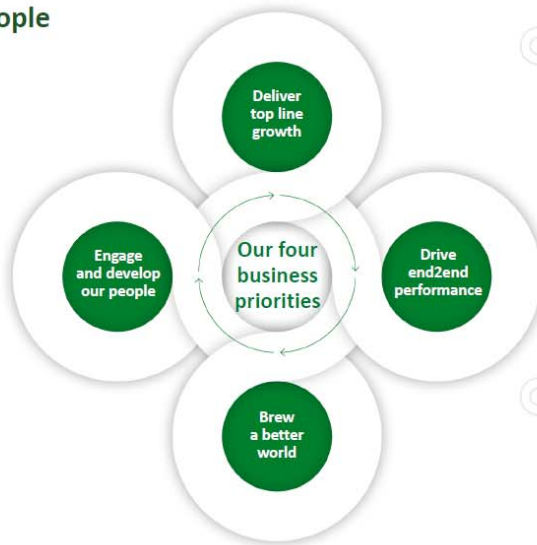 ople
Deliver
top line
growth
Engage
and develop
our people
Our four
business
priorities
Drive
end2end
performance
Brew
a better
world